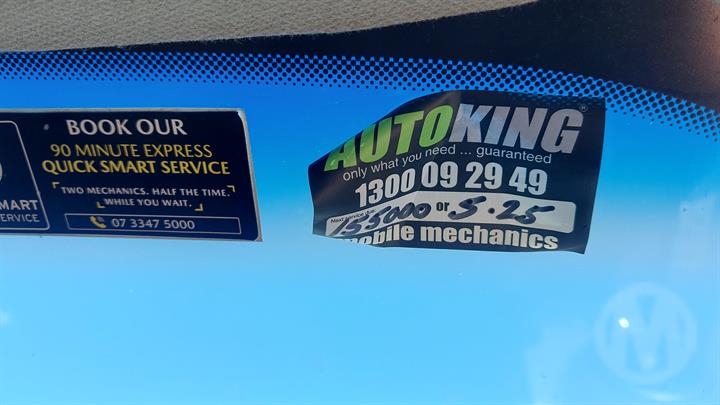 BOOK OUR
90 MINUTE EXPRESS
QUICK SMART SERVICE
TWO MECHANICS. HALF THE TIME.
WHILE YOU WAIT.
07 3347 5000
MART
SERVICE
AUTOKING®
only what you need ... guaranteed
1300 09 29 49
Next service due:
155000 or 5.25
mobile mechanics
M